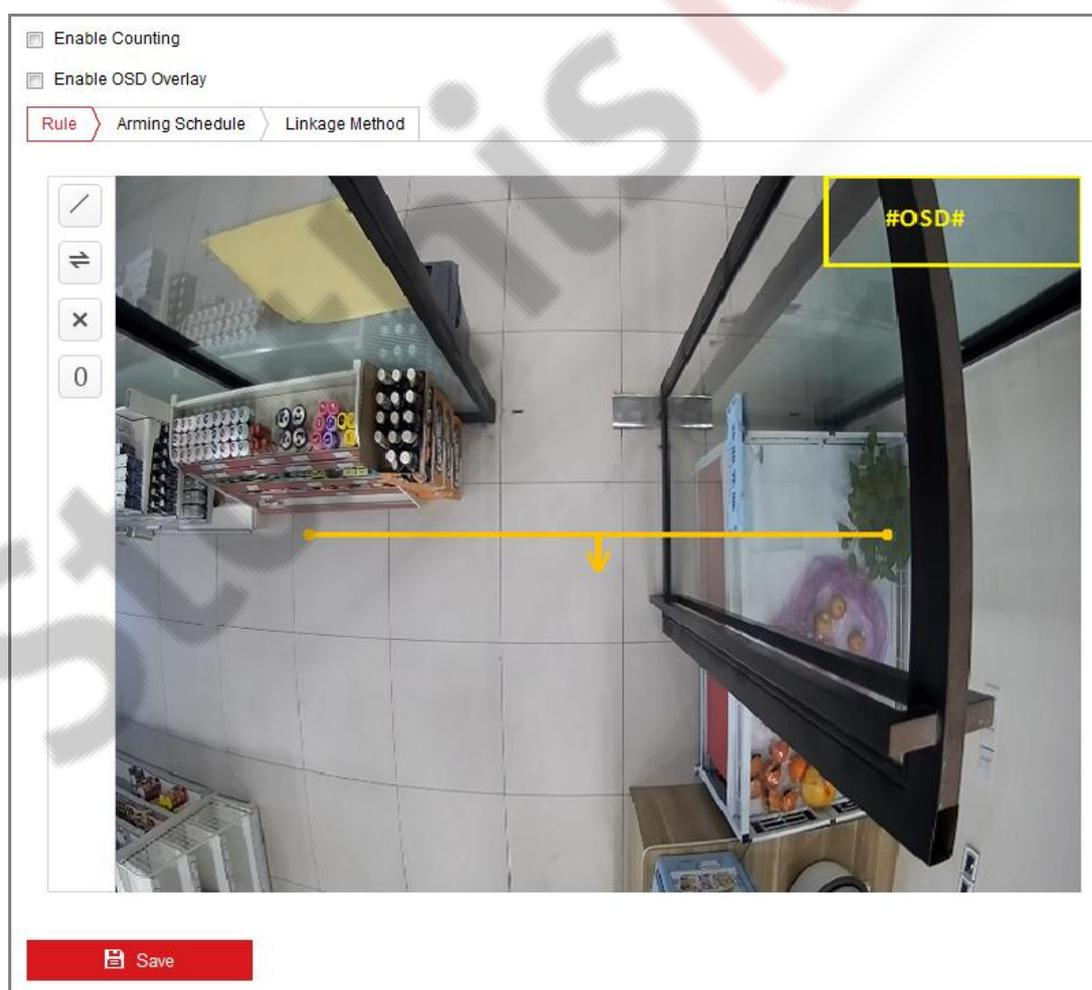 Enable Counting
Enable OSD Overlay
Rule Arming Schedule Linkage Method
#OSD#
0
Save